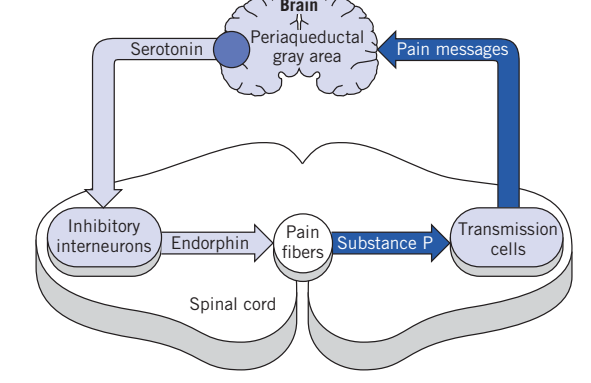 Brain
Serotonin
Periaqueductal
gray area
Pain messages
Inhibitory
interneurons
Endorphin
Pain
fibers
Substance P
Transmission
cells
Spinal cord